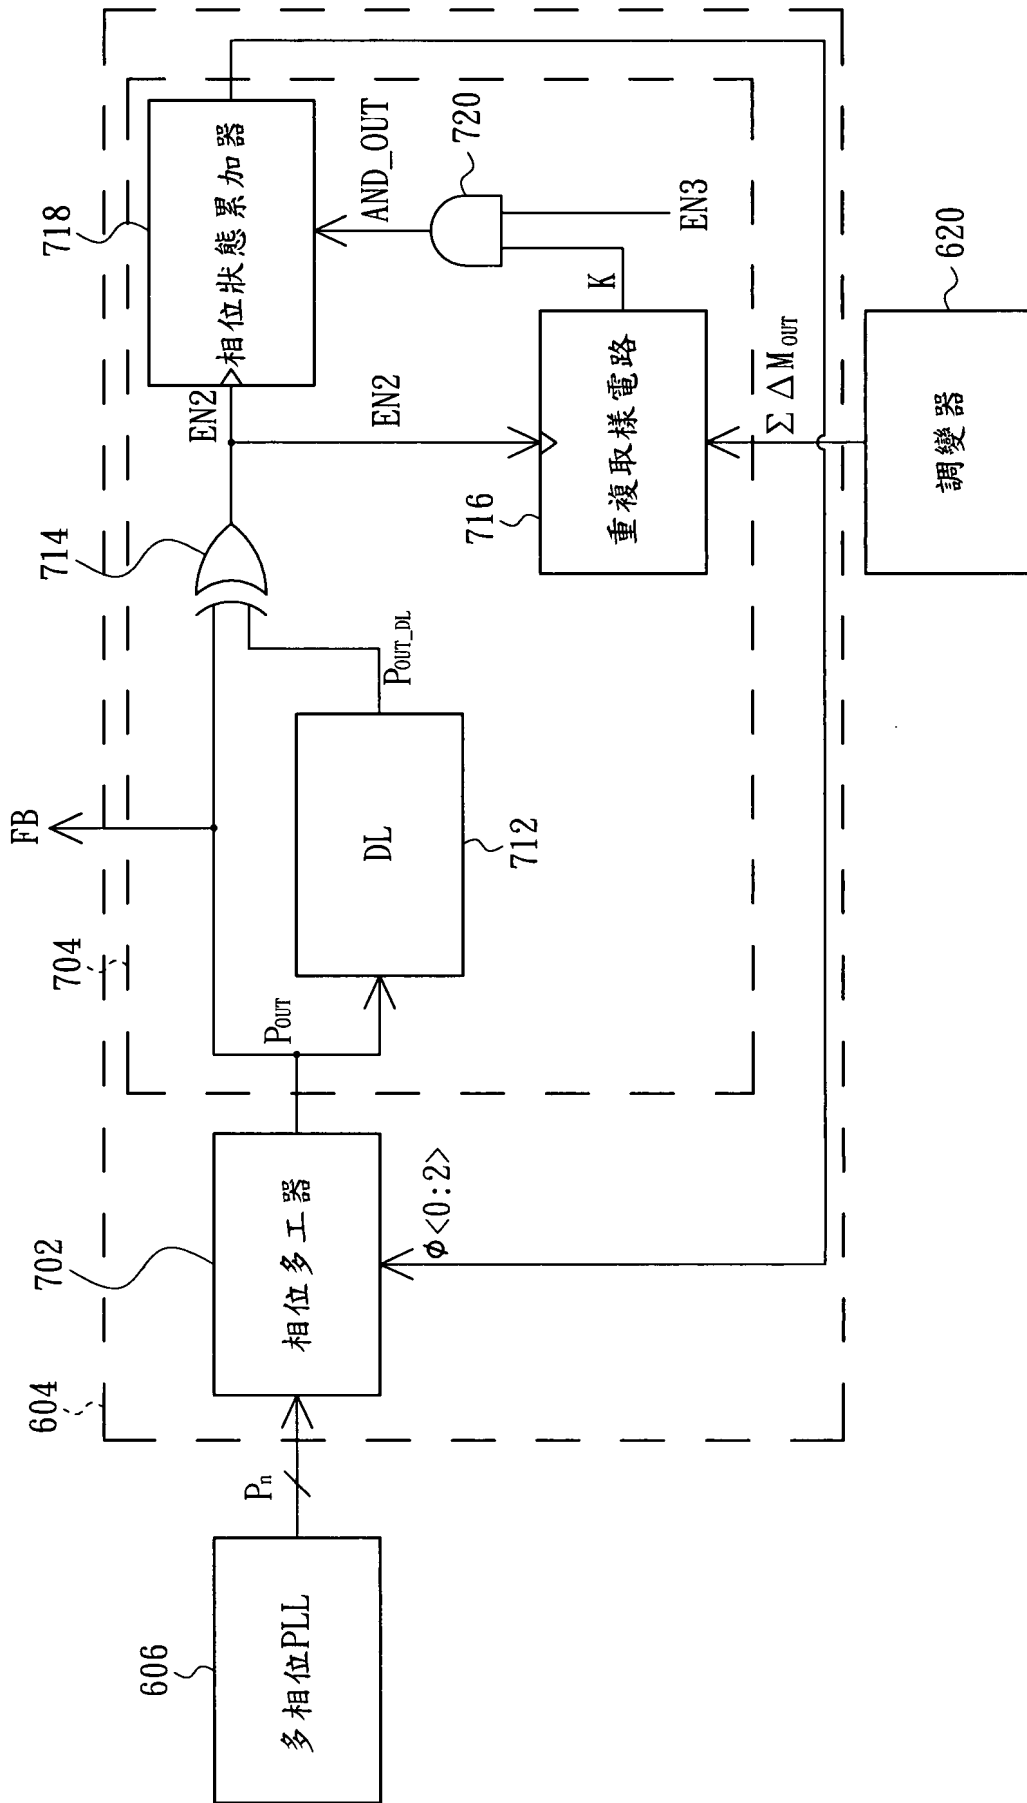 606
多相位PLL
Pn
604
702
相位多工器
ϕ<0:2>
704
POUT
FB
DL
712
POUT_DL
714
EN2
EN2
718
相位狀態累加器
AND_OUT
720
EN3
K
716
重複取樣電路
ΣΔMOUT
調變器
620